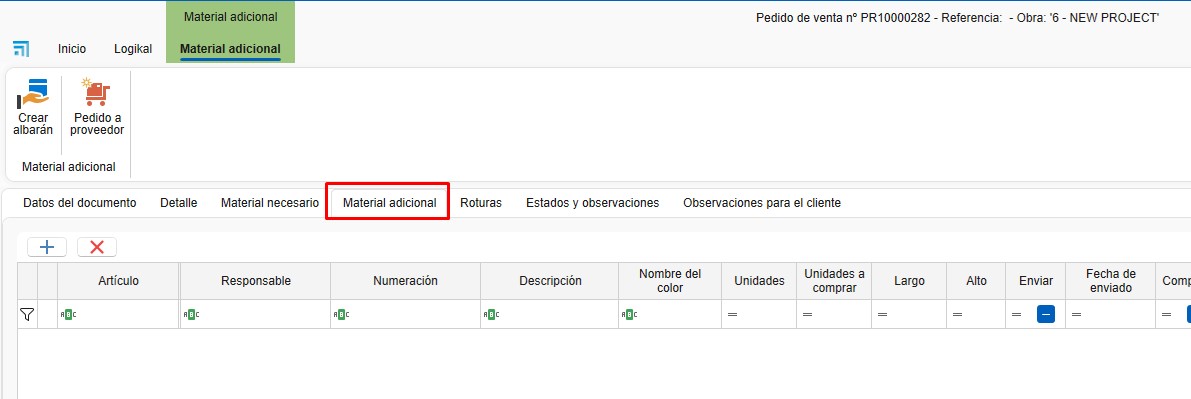 Material adicional
Pedido de venta nº PR10000282 - Referencia:  - Obra: '6 - NEW PROJECT'
Inicio
Logikal
Material adicional
Crear
albarán
Pedido a
proveedor
Material adicional
Datos del documento
Detalle
Material necesario
Material adicional
Roturas
Estados y observaciones
Observaciones para el cliente
Artículo
Responsable
Numeración
Descripción
Nombre del
color
Unidades
Unidades a
comprar
Largo
Alto
Enviar
Fecha de
enviado
Comp
ABC
ABC
ABC
ABC
ABC
= = = = = = =